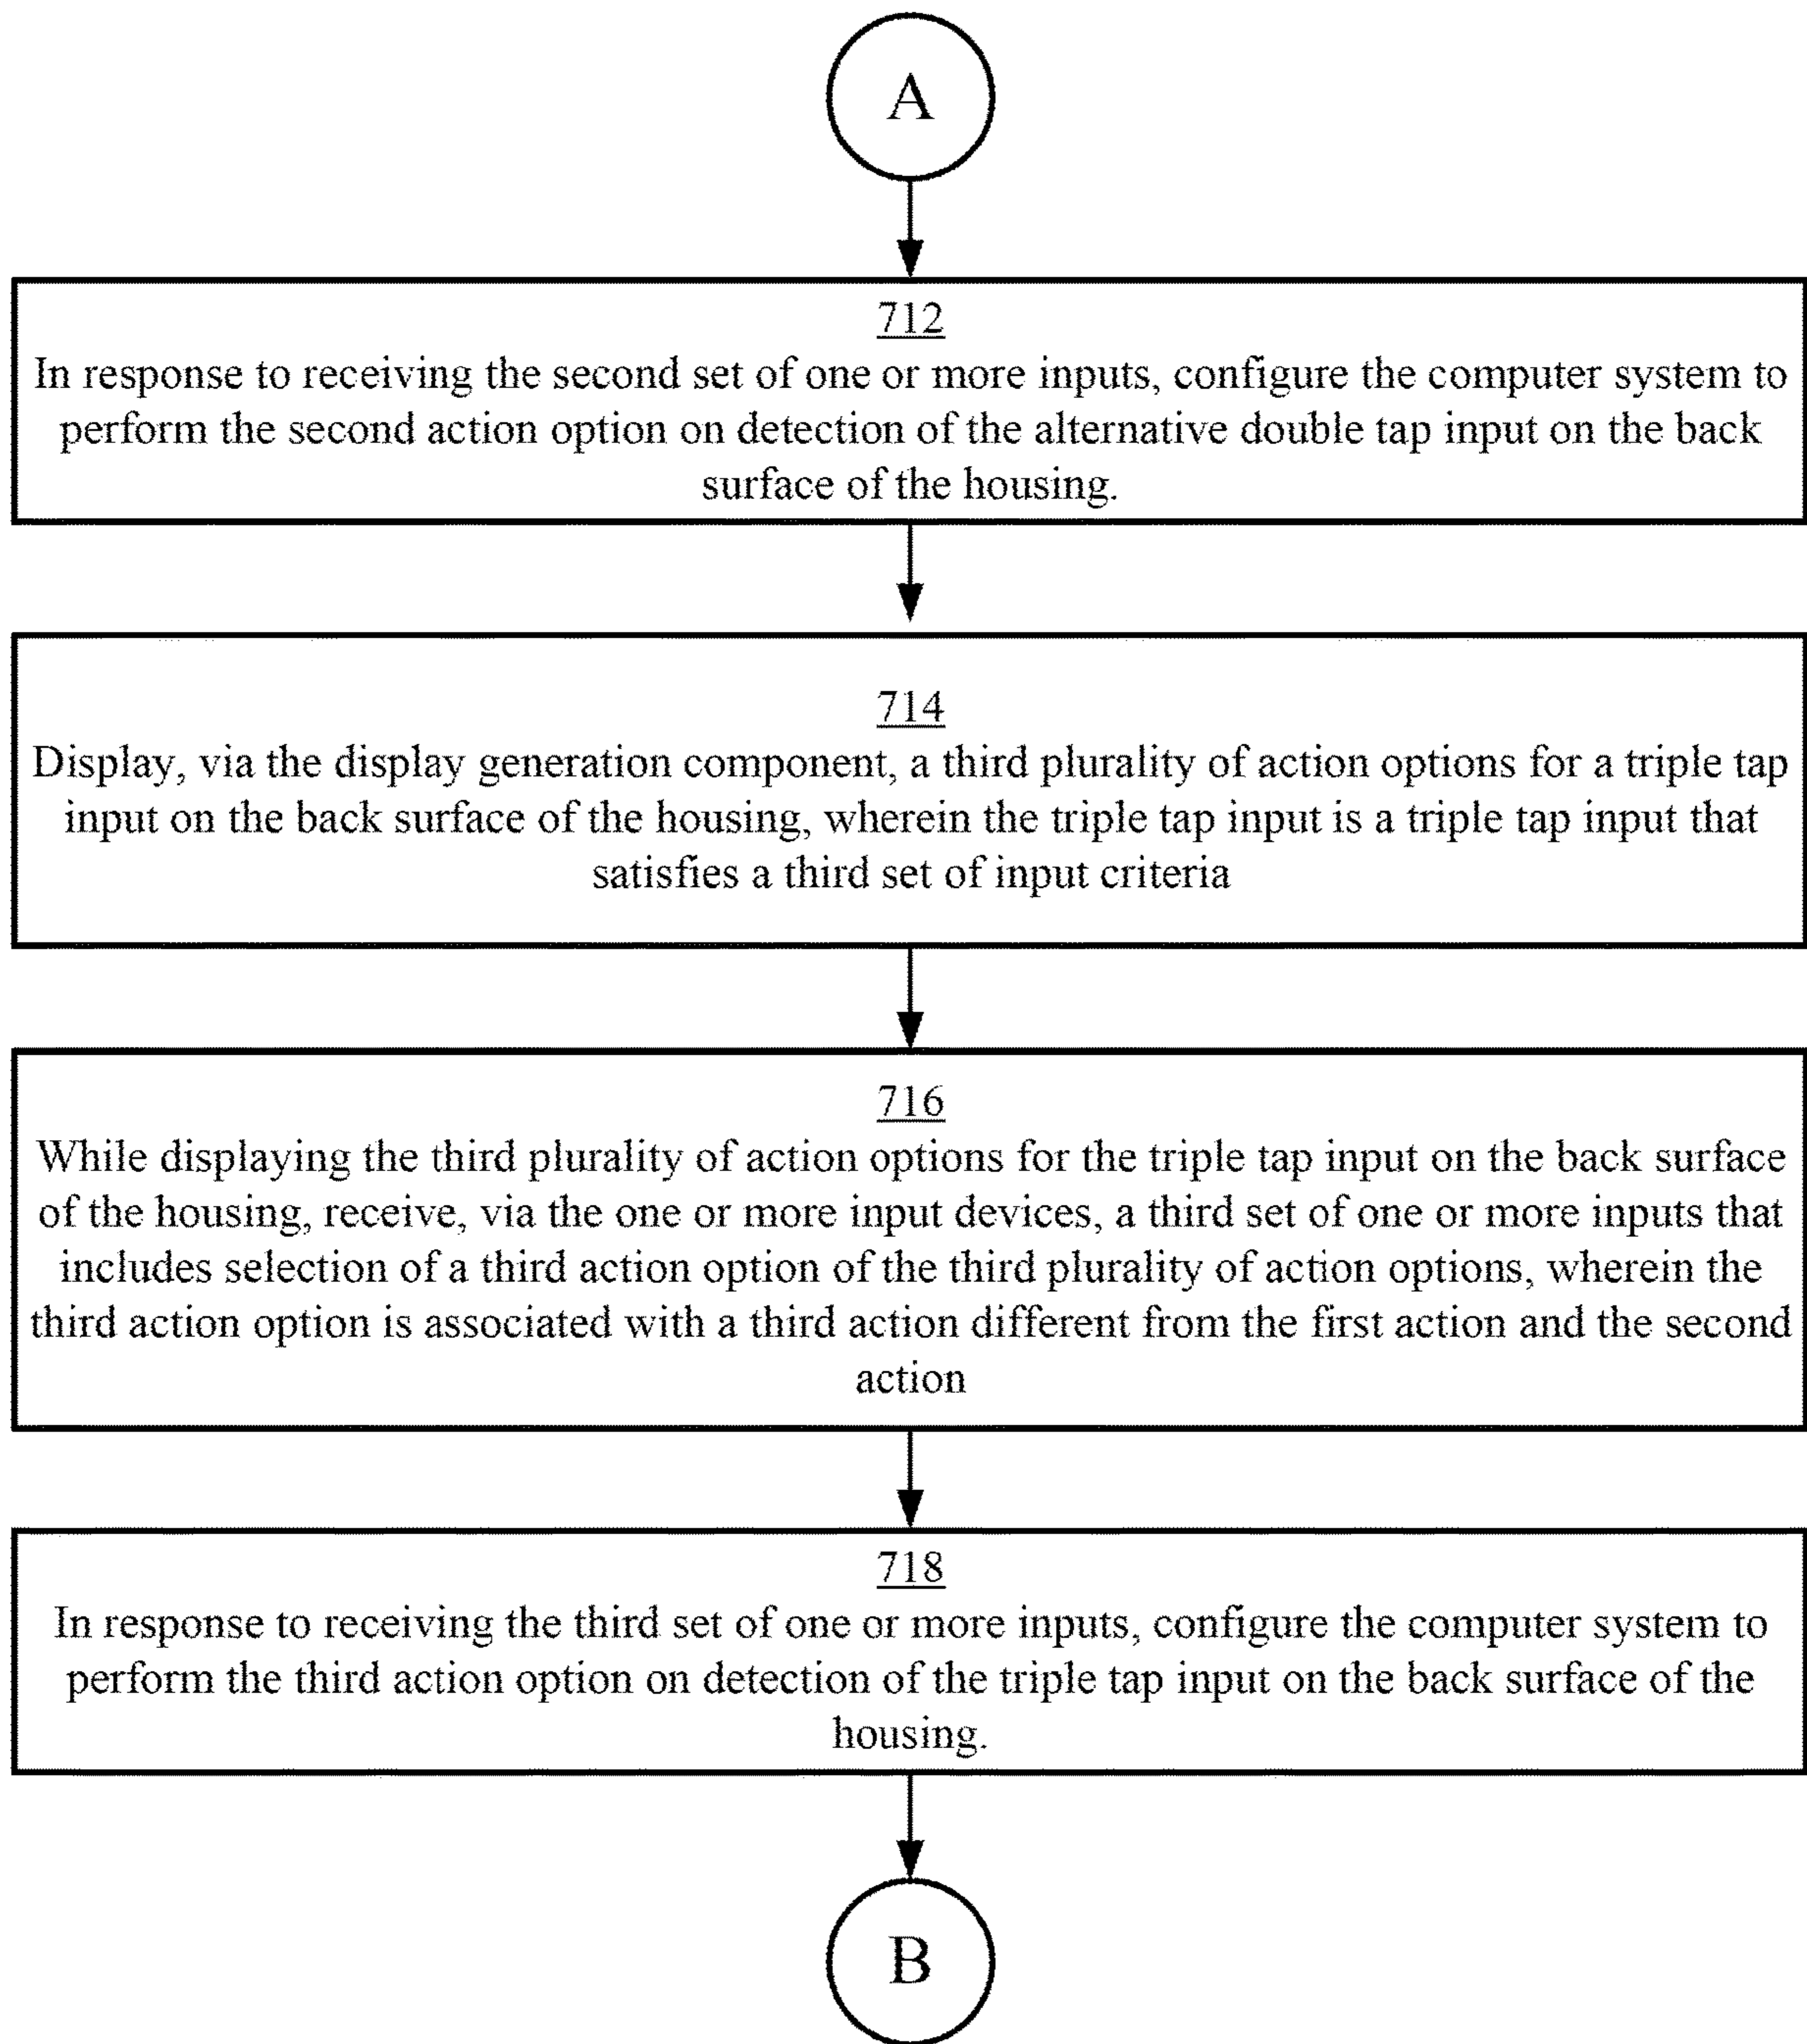 A
712
In response to receiving the second set of one or more inputs, configure the computer system to
perform the second action option on detection of the alternative double tap input on the back
surface of the housing.
714
Display, via the display generation component, a third plurality of action options for a triple tap
input on the back surface of the housing, wherein the triple tap input is a triple tap input that
satisfies a third set of input criteria
716
While displaying the third plurality of action options for the triple tap input on the back surface
of the housing, receive, via the one or more input devices, a third set of one or more inputs that
includes selection of a third action option of the third plurality of action options, wherein the
third action option is associated with a third action different from the first action and the second
action
718
In response to receiving the third set of one or more inputs, configure the computer system to
perform the third action option on detection of the triple tap input on the back surface of the
housing.
B